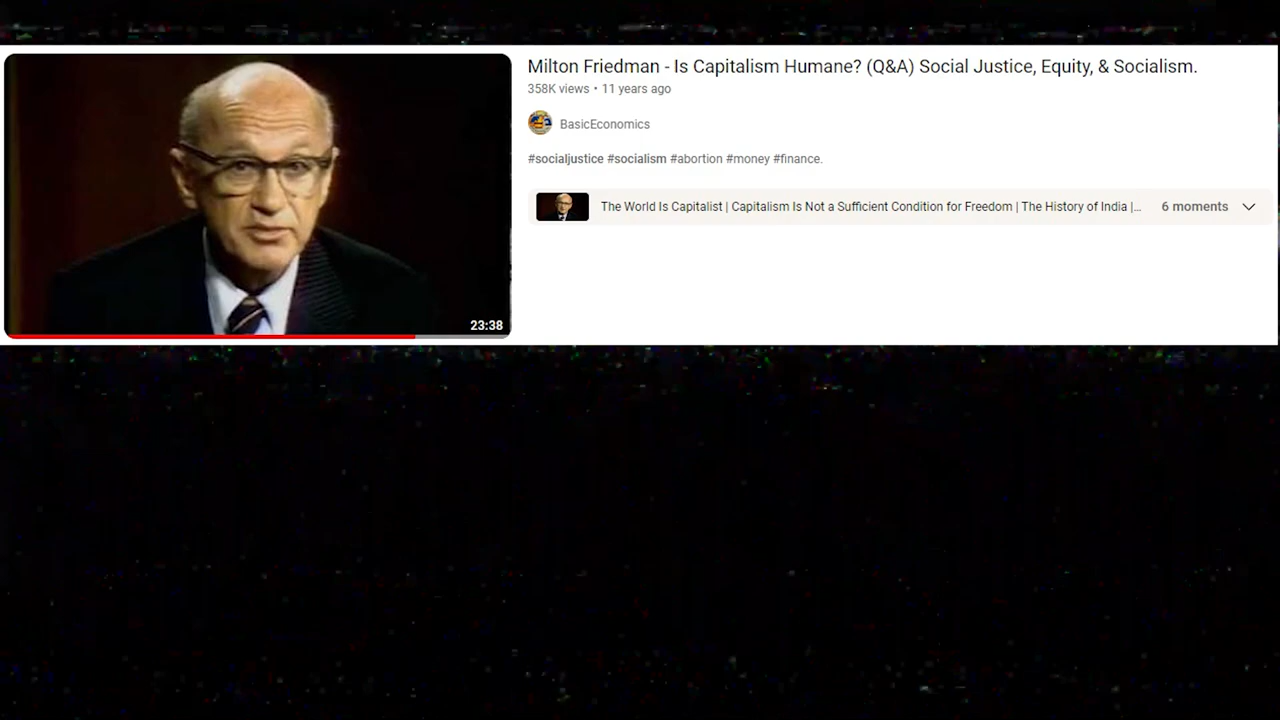 Milton Friedman - Is Capitalism Humane? (Q&A) Social Justice, Equity, & Socialism.
358K views • 11 years ago
BasicEconomics
#socialjustice #socialism #abortion #money #finance.
The World Is Capitalist | Capitalism Is Not a Sufficient Condition for Freedom | The History of India |... 6 moments
23:38